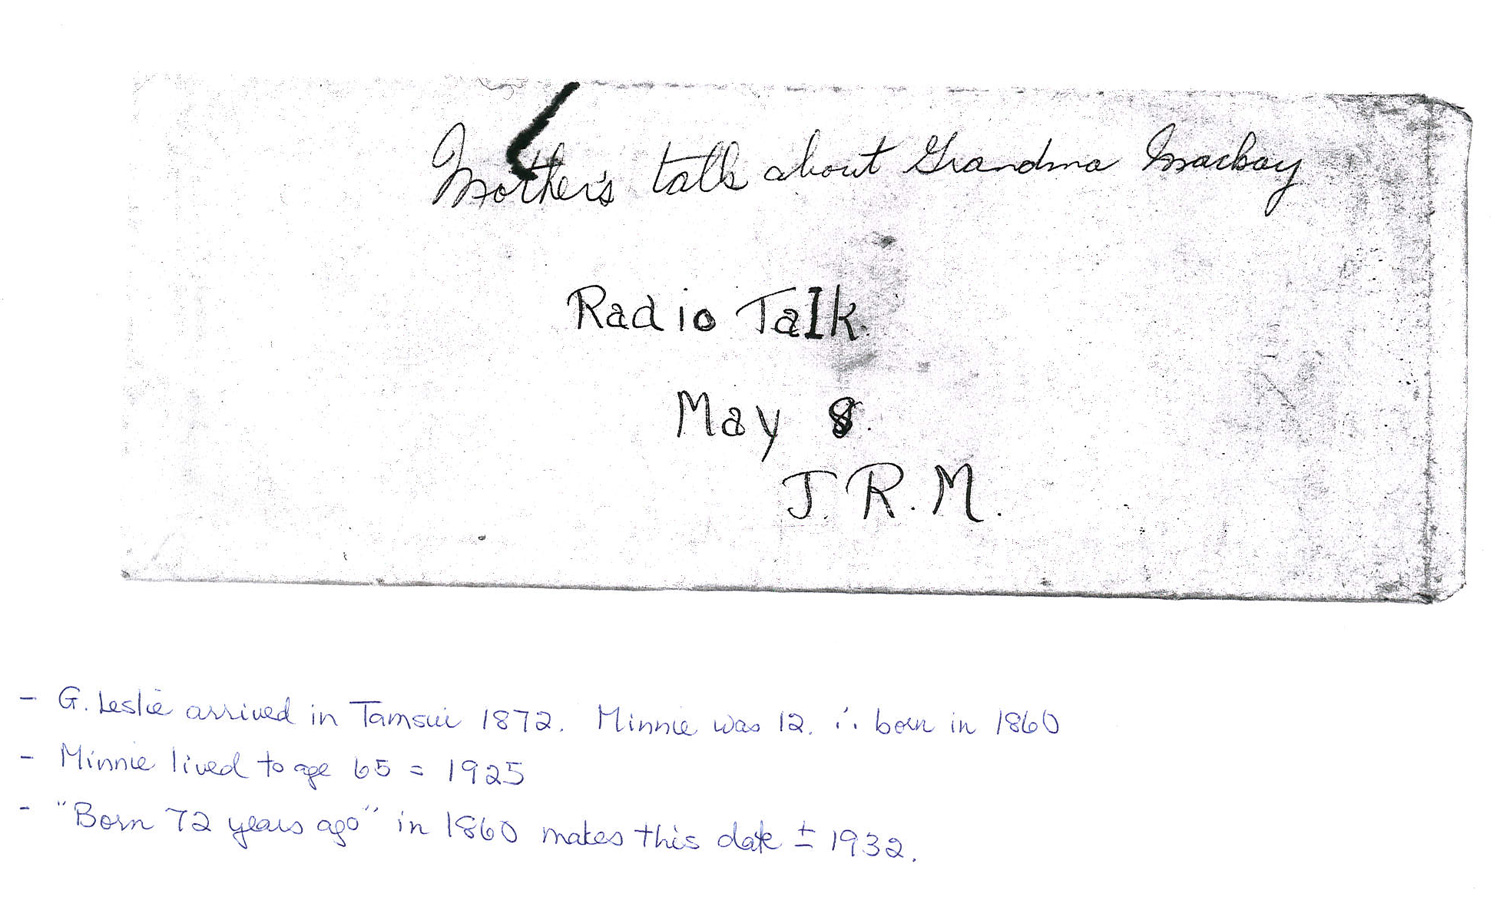 Mother's talk about Grandma Mackay
Radio Talk.
May 8.
J. R. M.
- G. Leslie arrived in Tamsui 1872. Minnie was 12. ∴ born in 1860
- Minnie lived to age 65 = 1925
- "Born 72 years ago" in 1860 makes this date ± 1932.